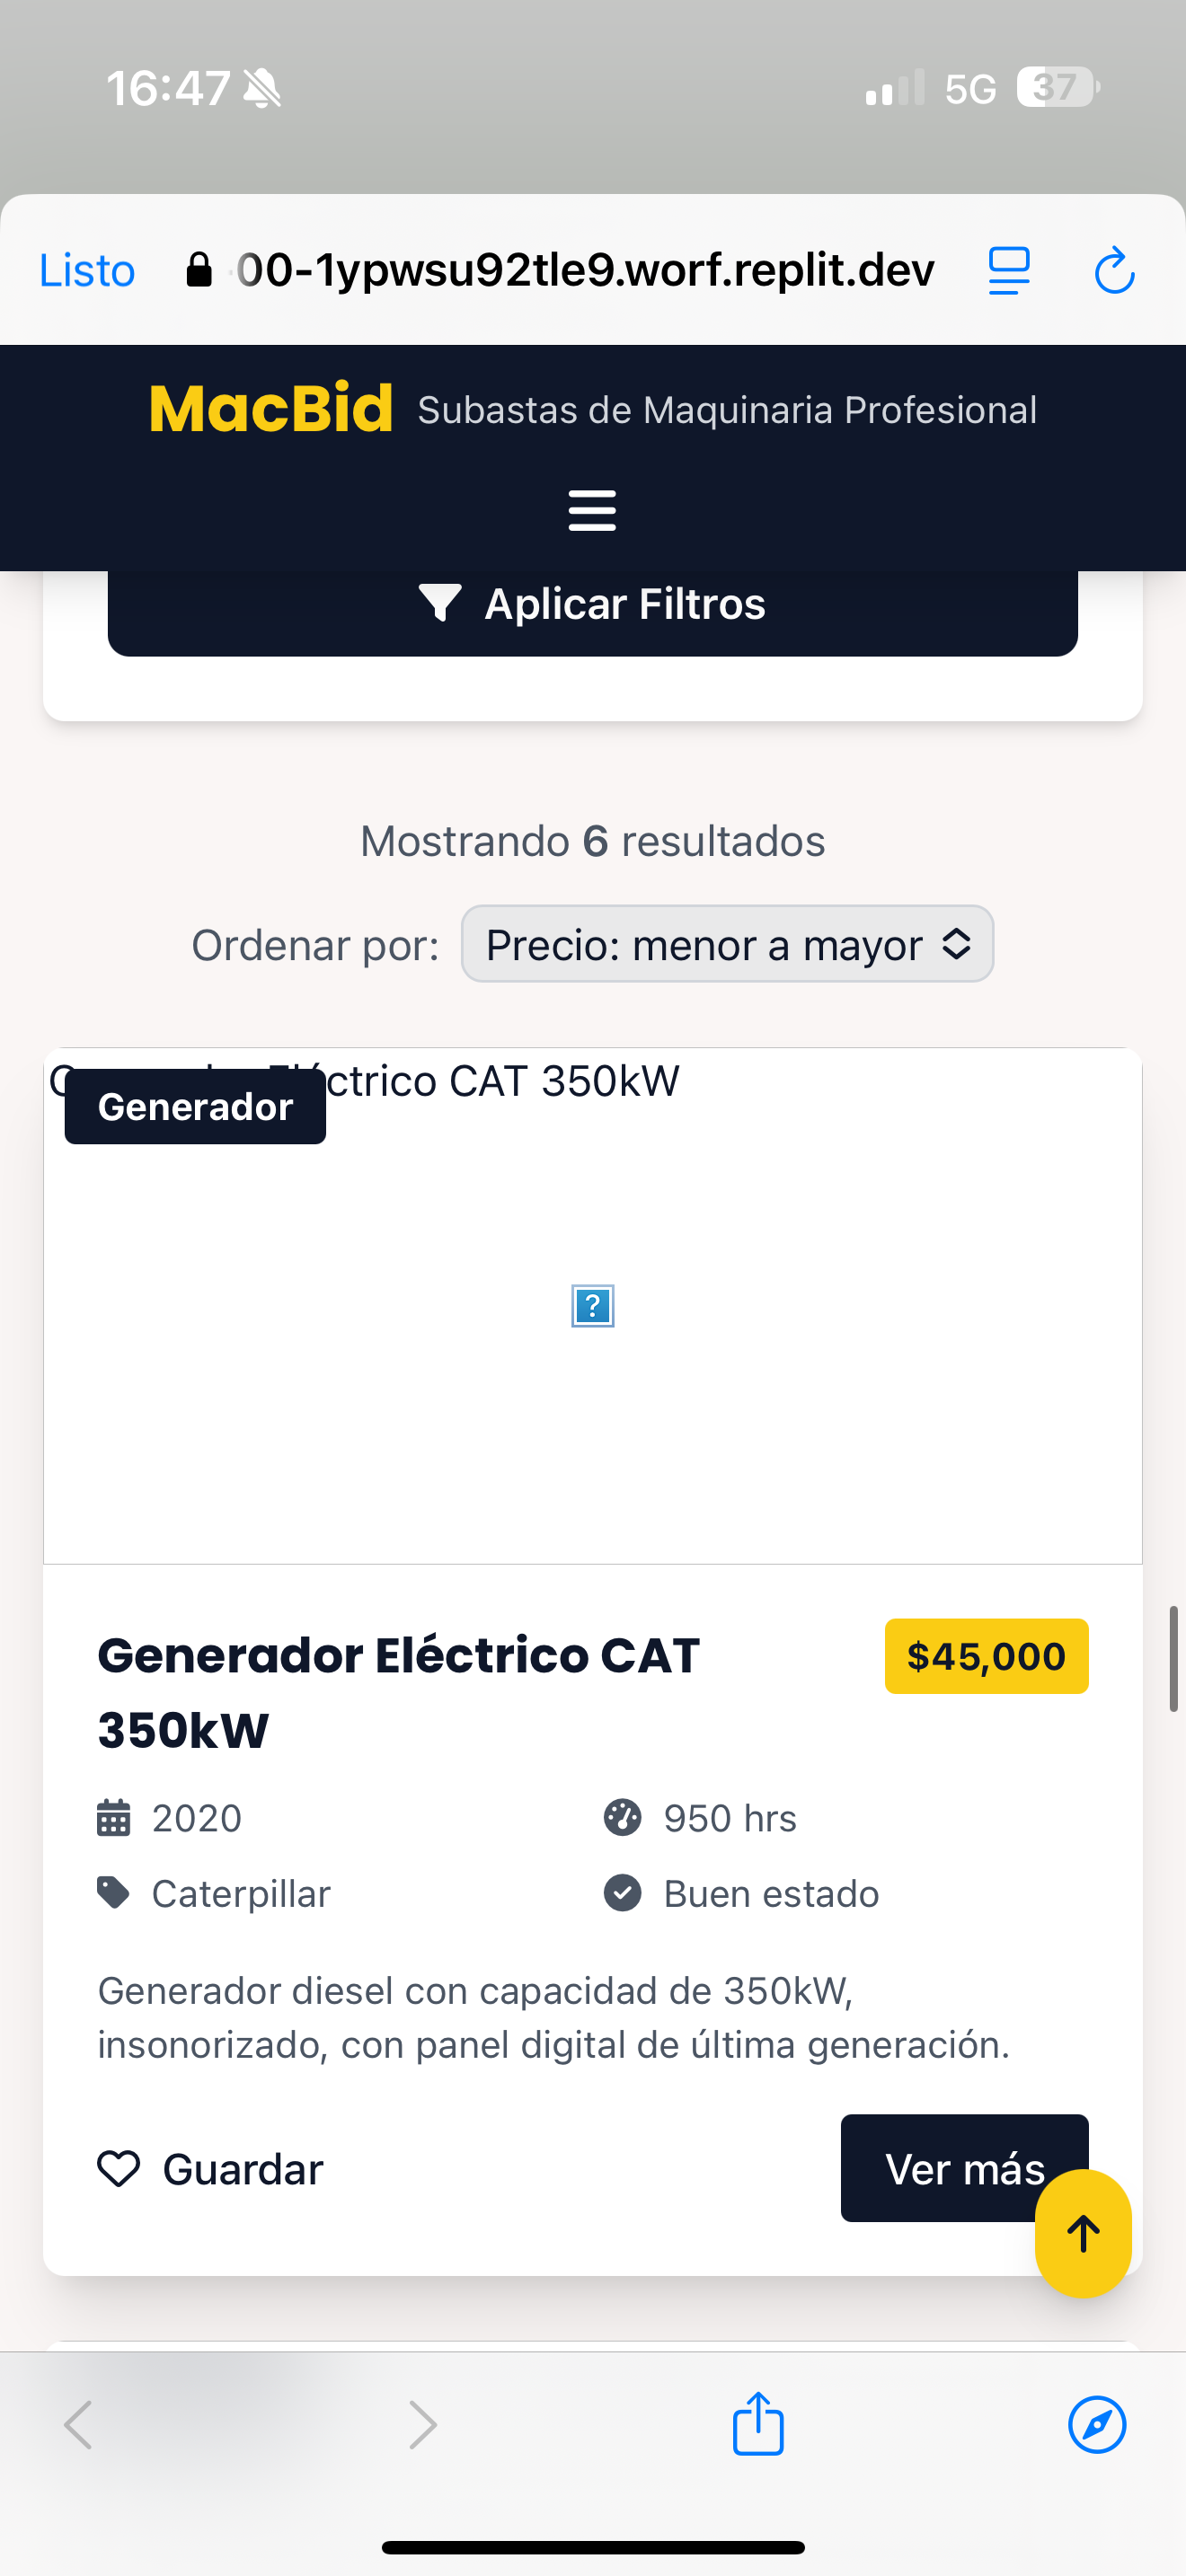 16:47
5G
37
Listo
00-1ypwsu92tle9.worf.replit.dev
MacBid Subastas de Maquinaria Profesional
Aplicar Filtros
Mostrando 6 resultados
Ordenar por: Precio: menor a mayor
CAT 350kW
Generador
Generador Eléctrico CAT
350kW
$45,000
2020
950 hrs
Caterpillar
Buen estado
Generador diesel con capacidad de 350kW,
insonorizado, con panel digital de última generación.
Guardar
Ver más